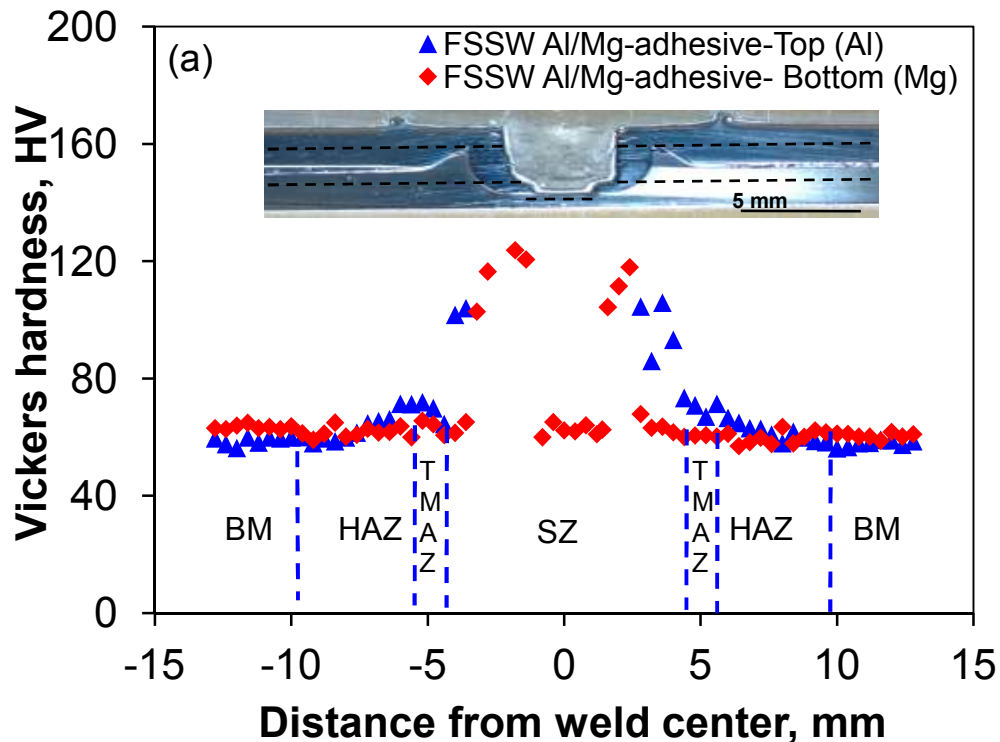 200
(a)
FSSW Al/Mg-adhesive-Top (Al)
FSSW Al/Mg-adhesive- Bottom (Mg)
160
5 mm
120
80
40
0
Vickers hardness, HV
BM
HAZ
TMAZ
SZ
TMAZ
HAZ
BM
-15
-10
-5
0
5
10
15
Distance from weld center, mm